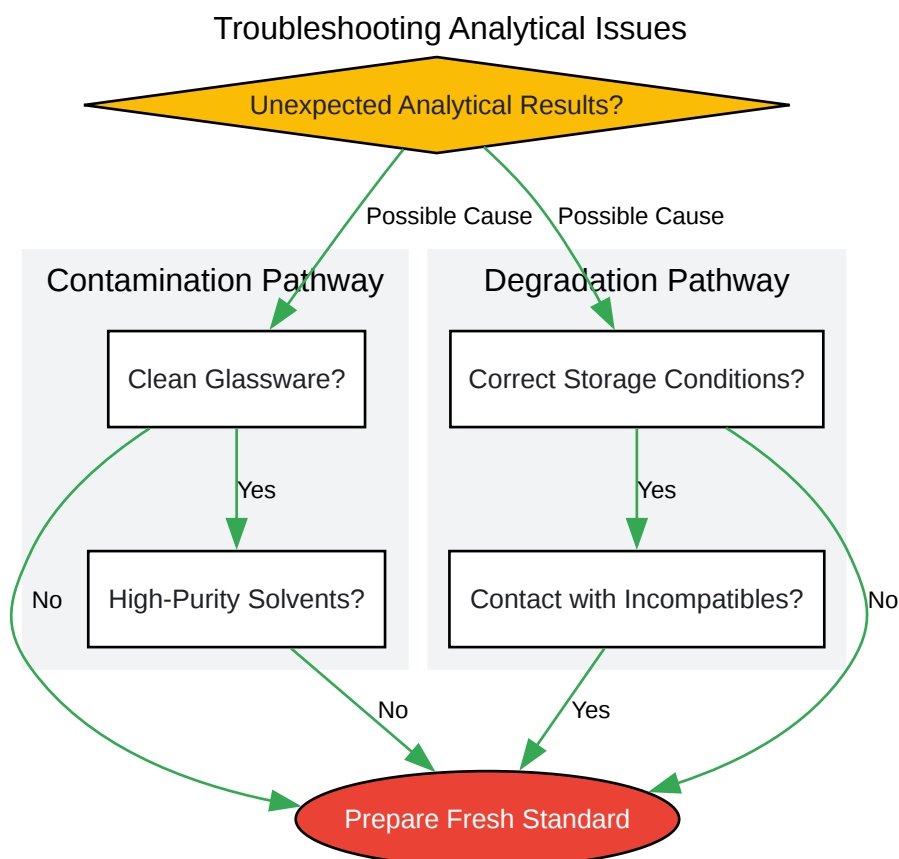 Troubleshooting Analytical Issues
Unexpected Analytical Results?
Possible Cause
Possible Cause
Contamination Pathway
Degradation Pathway
Clean Glassware?
Correct Storage Conditions?
Yes
Yes
High-Purity Solvents?
Contact with Incompatibles?
No
No
No
Yes
Prepare Fresh Standard